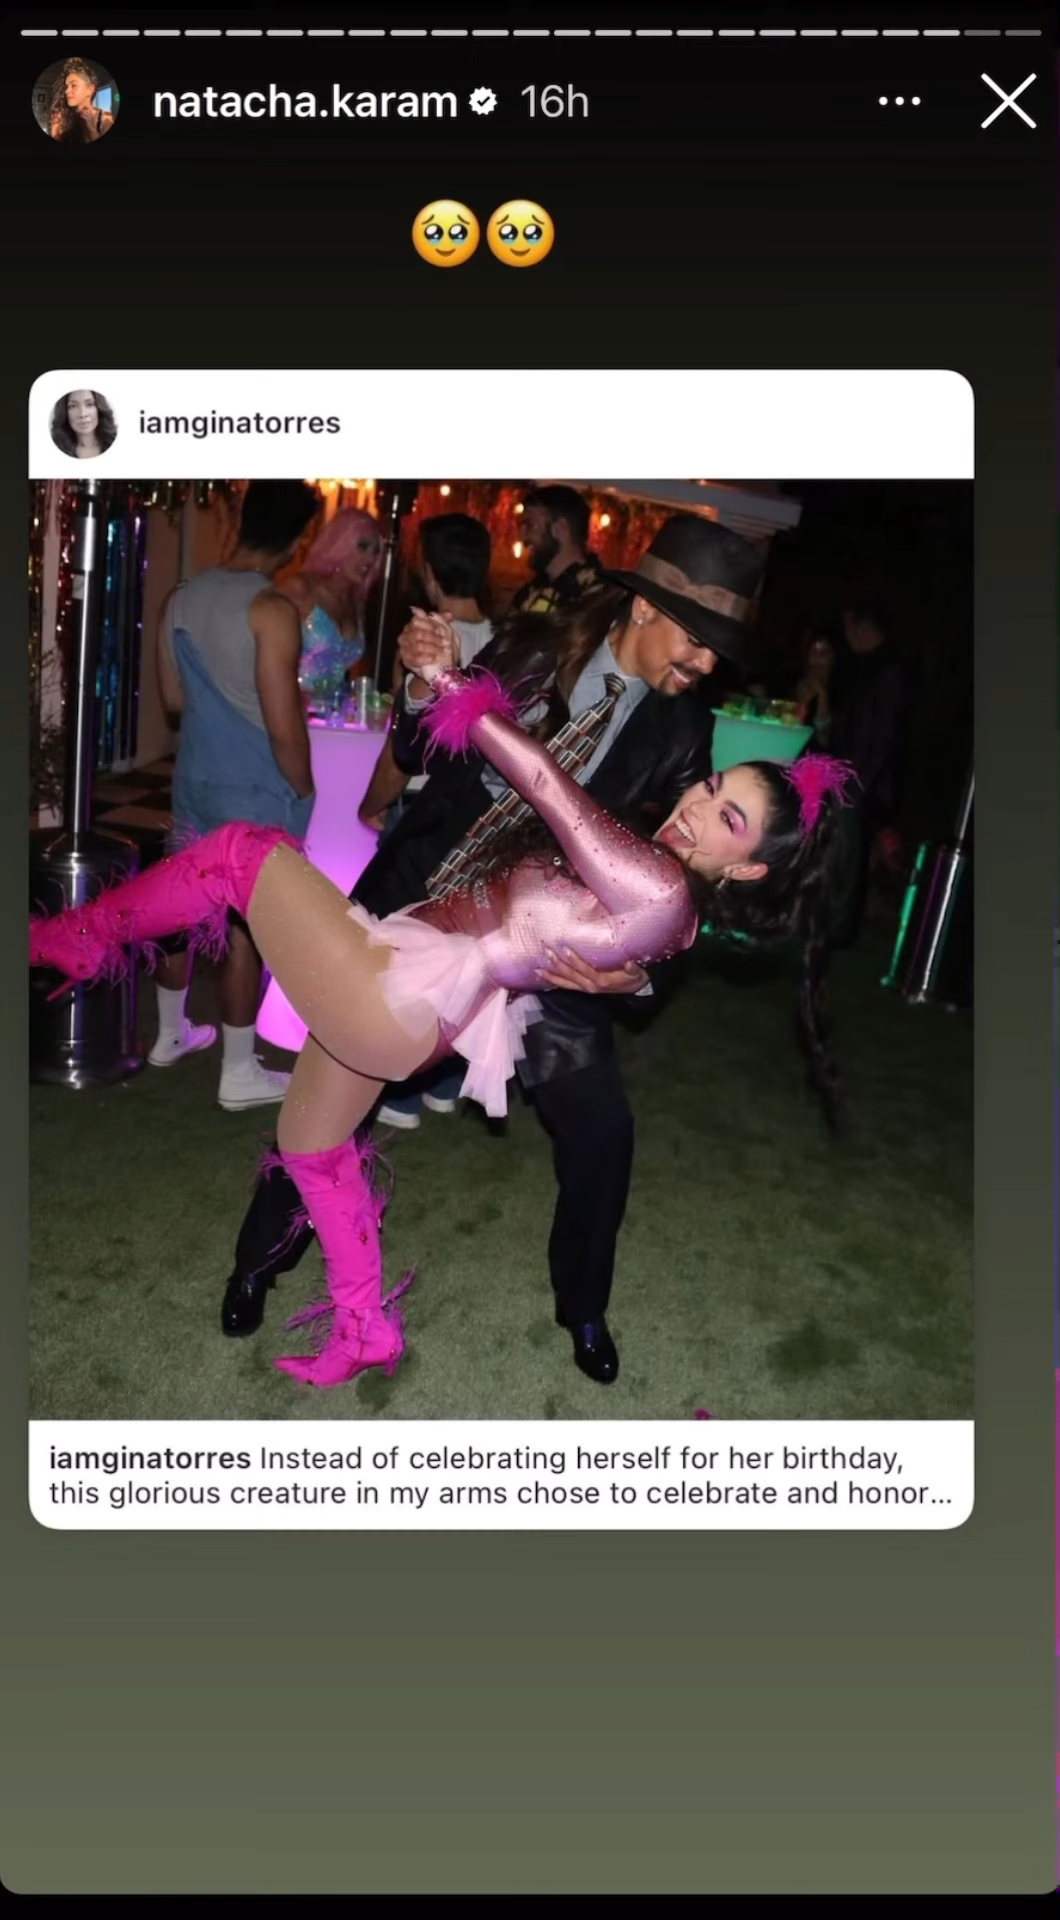 natacha.karam 16h
🥹🥹
iamginatorres
iamginatorres Instead of celebrating herself for her birthday,
this glorious creature in my arms chose to celebrate and honor...